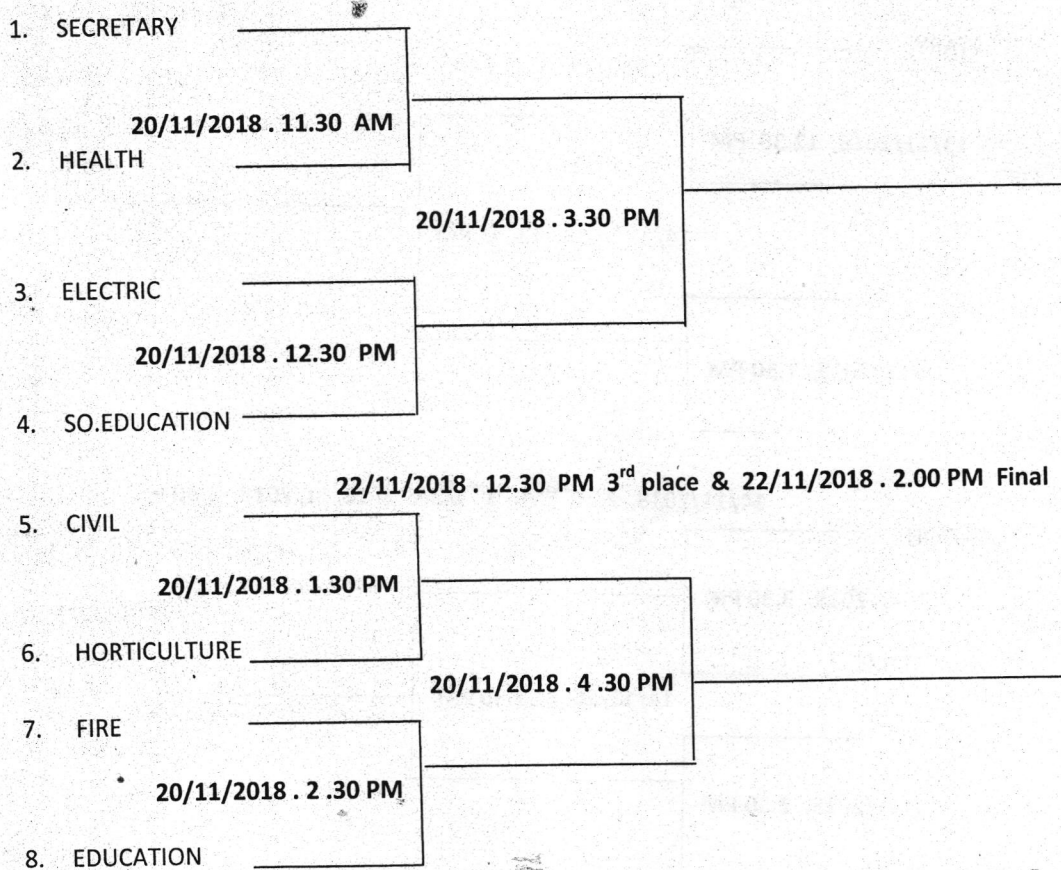 1. SECRETARY
20/11/2018 . 11.30 AM
2. HEALTH
20/11/2018 . 3.30 PM
3. ELECTRIC
20/11/2018 . 12.30 PM
4. SO.EDUCATION
22/11/2018 . 12.30 PM 3rd place & 22/11/2018 . 2.00 PM Final
5. CIVIL
20/11/2018 . 1.30 PM
6. HORTICULTURE
20/11/2018 . 4 .30 PM
7. FIRE
20/11/2018 . 2 .30 PM
8. EDUCATION